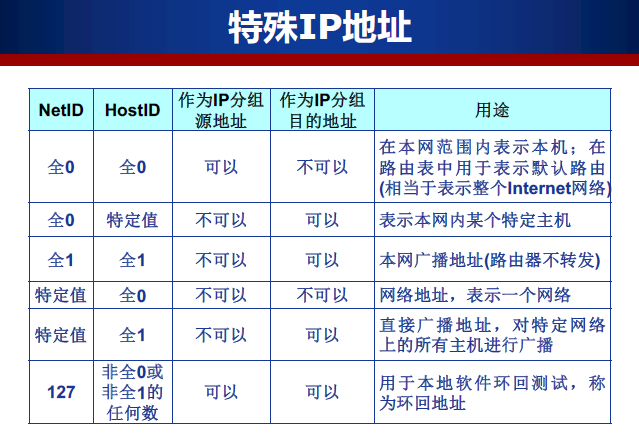 特殊IP地址
NetID HostID 作为IP分组源地址 作为IP分组目的地址 用途
全0 全0 可以 不可以 在本网范围内表示本机；在路由表中用于表示默认路由(相当于表示整个Internet网络)
全0 特定值 不可以 可以 表示本网内某个特定主机
全1 全1 不可以 可以 本网广播地址(路由器不转发)
特定值 全0 不可以 不可以 网络地址，表示一个网络
特定值 全1 不可以 可以 直接广播地址，对特定网络上的所有主机进行广播
127 非全0或非全1的任何数 可以 可以 用于本地软件环回测试，称为环回地址